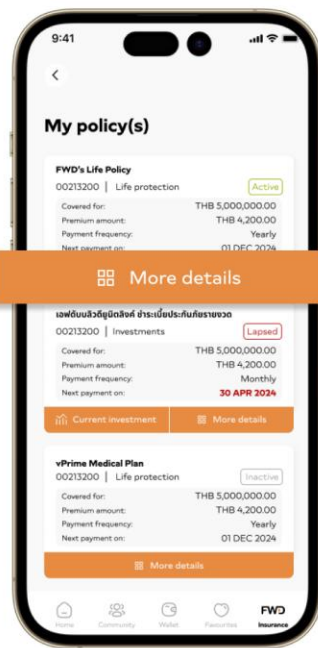 9:41
My policy(s)
FWD's Life Policy
00213200 | Life protection Active
Covered for: THB 5,000,000.00
Premium amount: THB 4,200.00
Payment frequency: Yearly
Next payment on: 01 DEC 2024
More details
เอฟดับบลิวดียูนิตลิงค์ ชำระเบี้ยประกันภัยรายงวด
00213200 | Investments Lapsed
Covered for: THB 5,000,000.00
Premium amount: THB 4,200.00
Payment frequency: Monthly
Next payment on: 30 APR 2024
Current investment More details
vPrime Medical Plan
00213200 | Life protection Inactive
Covered for: THB 5,000,000.00
Premium amount: THB 4,200.00
Payment frequency: Yearly
Next payment on: 01 DEC 2024
More details
FWD
Home Community Wallet Favourites Insurance